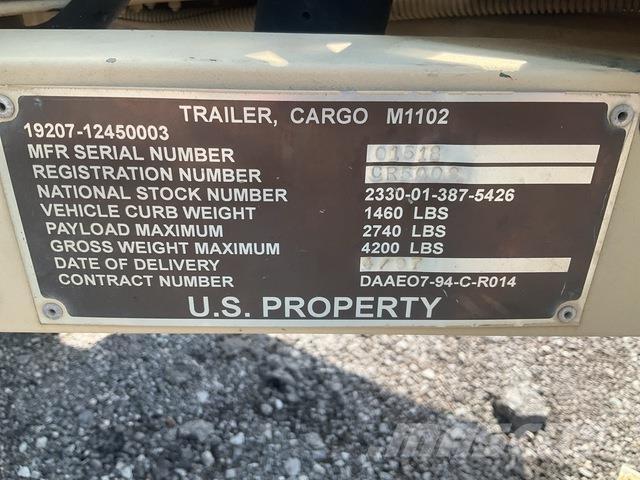 TRAILER, CARGO M1102
19207-12450003
MFR SERIAL NUMBER 01518
REGISTRATION NUMBER
NATIONAL STOCK NUMBER 2330-01-387-5426
VEHICLE CURB WEIGHT 1460 LBS
PAYLOAD MAXIMUM 2740 LBS
GROSS WEIGHT MAXIMUM 4200 LBS
DATE OF DELIVERY
CONTRACT NUMBER DAAEO7-94-C-R014
U.S. PROPERTY